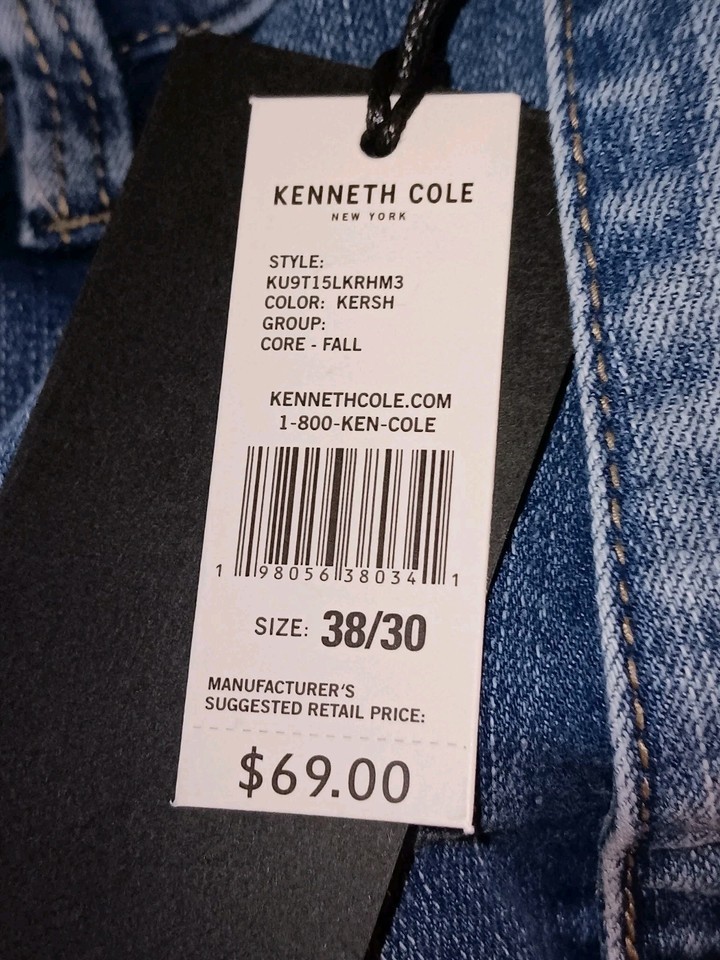 KENNETH COLE
NEW YORK
STYLE:
KU9T15LKRHM3
COLOR: KERSH
GROUP:
CORE - FALL
KENNETHCOLE.COM
1-800-KEN-COLE
1 98056 38034 1
SIZE: 38/30
MANUFACTURER'S
SUGGESTED RETAIL PRICE:
$69.00